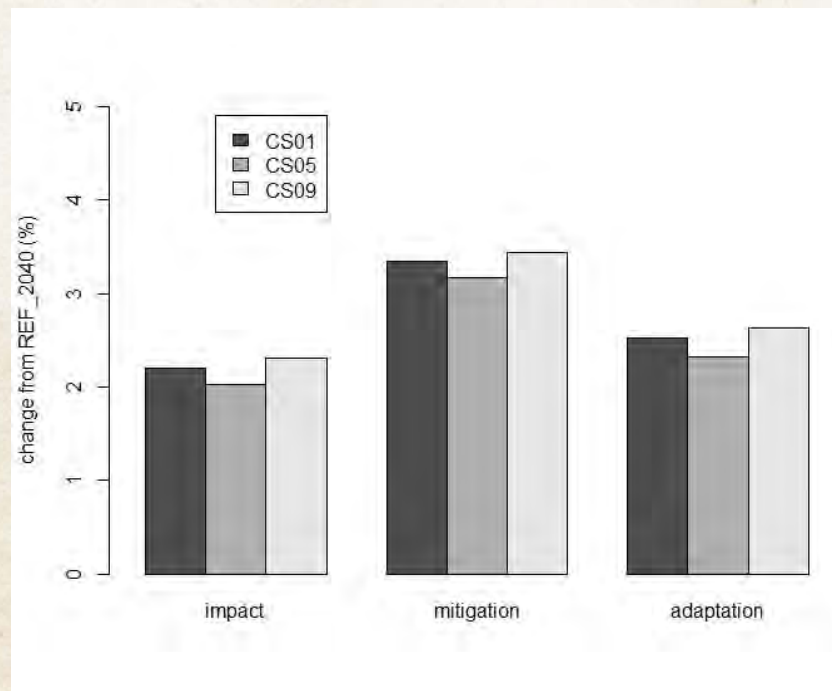 5
4
3
2
1
0
change from REF_2040 (%)
CS01
CS05
CS09
impact
mitigation
adaptation